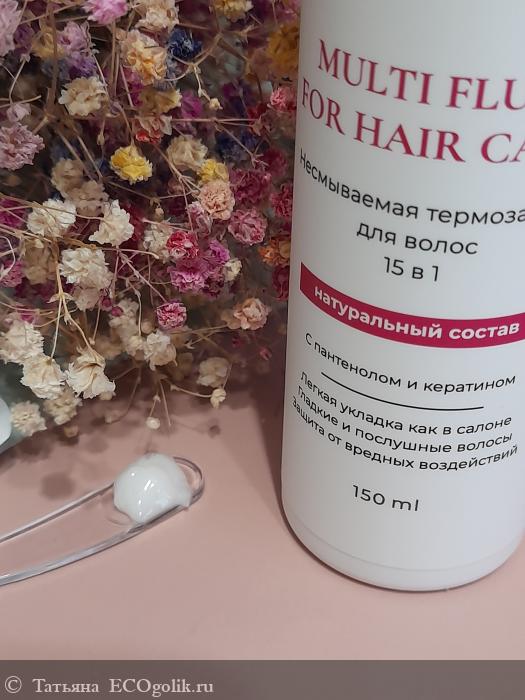 MULTI FLU
FOR HAIR CA
Несмываемая термоза
для волос
15 в 1
натуральный состав
С пантенолом и кератином
Легкая укладка как в салоне
Гладкие и послушные волосы
Защита от вредных воздействий
150 ml
© Татьяна ECOgolik.ru